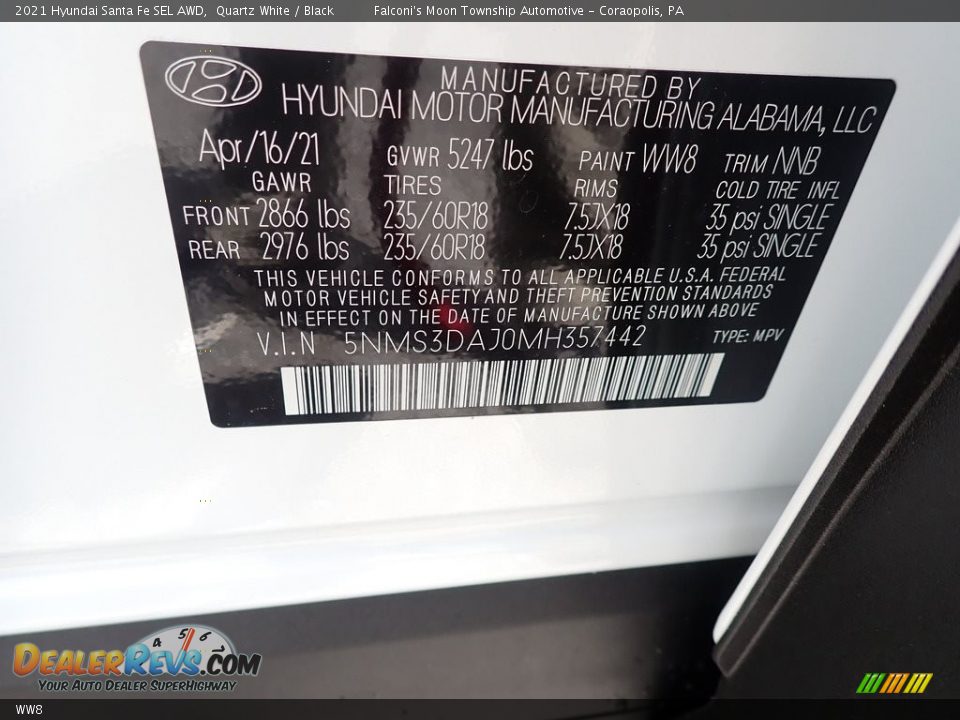 2021 Hyundai Santa Fe SEL AWD, Quartz White / Black Falconi's Moon Township Automotive - Coraopolis, PA
MANUFACTURED BY
HYUNDAI MOTOR MANUFACTURING ALABAMA, LLC
Apr/16/21 GVWR 5247 lbs PAINT WW8 TRIM NNB
GAWR TIRES RIMS COLD TIRE INFL
FRONT 2866 lbs 235/60R18 7.5JX18 35 psi SINGLE
REAR 2976 lbs 235/60R18 7.5JX18 35 psi SINGLE
THIS VEHICLE CONFORMS TO ALL APPLICABLE U.S.A. FEDERAL
MOTOR VEHICLE SAFETY AND THEFT PREVENTION STANDARDS
IN EFFECT ON THE DATE OF MANUFACTURE SHOWN ABOVE
V.I.N 5NMS3DAJ0MH357442 TYPE: MPV
4 5 6 7
DEALERREVS.COM
YOUR AUTO DEALER SUPERHIGHWAY
WW8